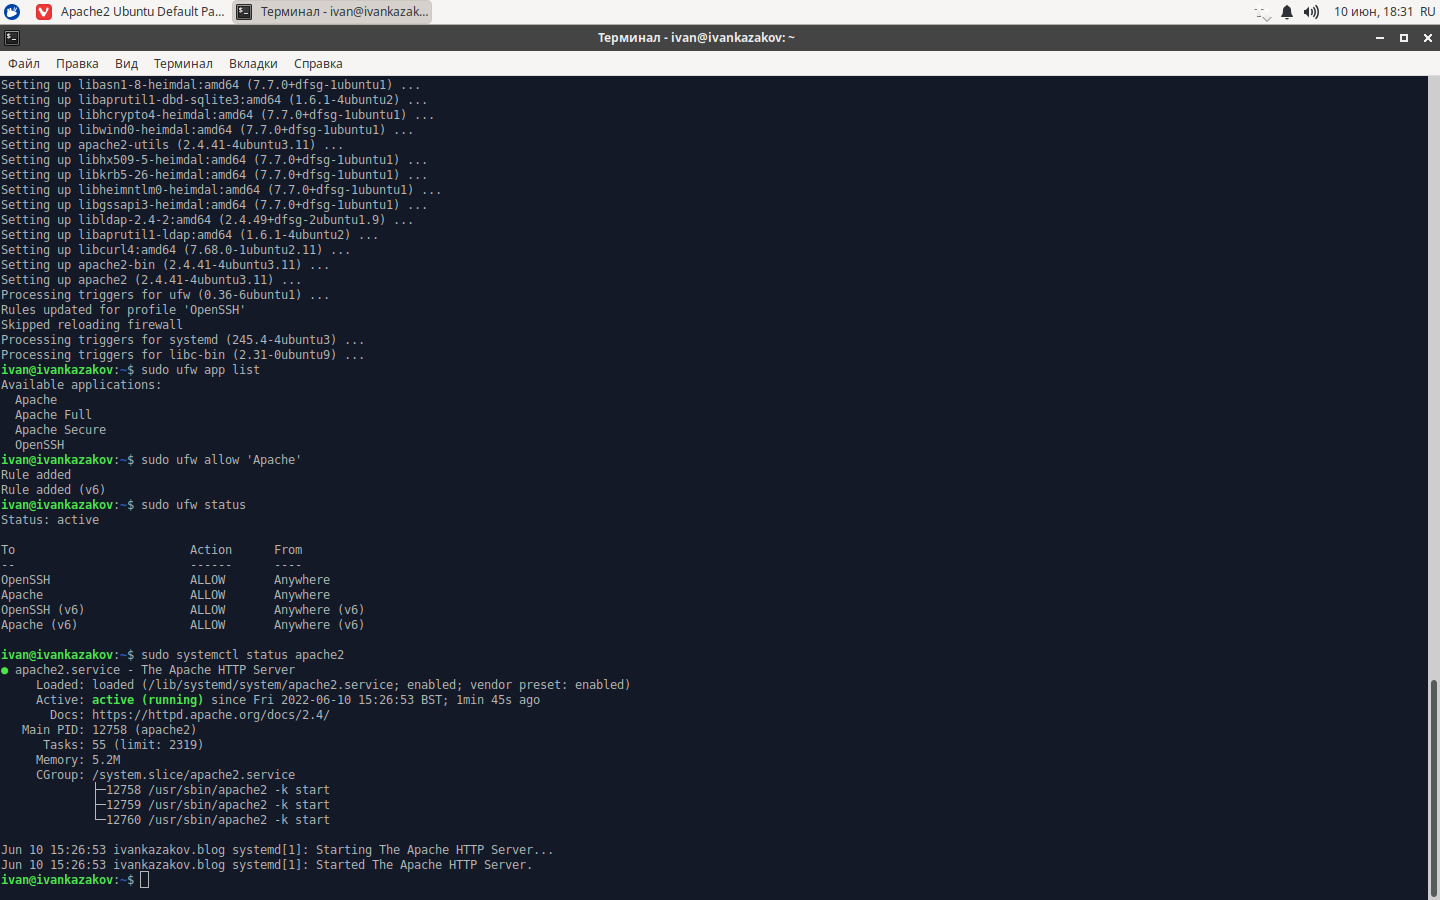 Apache2 Ubuntu Default Pa... Терминал - ivan@ivankazak... 10 июн, 18:31 RU
Терминал - ivan@ivankazakov: ~
Файл Правка Вид Терминал Вкладки Справка
Setting up libasn1-8-heimdal:amd64 (7.7.0+dfsg-1ubuntu1) ...
Setting up libaprutil1-dbd-sqlite3:amd64 (1.6.1-4ubuntu2) ...
Setting up libhcrypto4-heimdal:amd64 (7.7.0+dfsg-1ubuntu1) ...
Setting up libwind0-heimdal:amd64 (7.7.0+dfsg-1ubuntu1) ...
Setting up apache2-utils (2.4.41-4ubuntu3.11) ...
Setting up libhx509-5-heimdal:amd64 (7.7.0+dfsg-1ubuntu1) ...
Setting up libkrb5-26-heimdal:amd64 (7.7.0+dfsg-1ubuntu1) ...
Setting up libheimntlm0-heimdal:amd64 (7.7.0+dfsg-1ubuntu1) ...
Setting up libgssapi3-heimdal:amd64 (7.7.0+dfsg-1ubuntu1) ...
Setting up libldap-2.4-2:amd64 (2.4.49+dfsg-2ubuntu1.9) ...
Setting up libaprutil1-ldap:amd64 (1.6.1-4ubuntu2) ...
Setting up libcurl4:amd64 (7.68.0-1ubuntu2.11) ...
Setting up apache2-bin (2.4.41-4ubuntu3.11) ...
Setting up apache2 (2.4.41-4ubuntu3.11) ...
Processing triggers for ufw (0.36-6ubuntu1) ...
Rules updated for profile 'OpenSSH'
Skipped reloading firewall
Processing triggers for systemd (245.4-4ubuntu3) ...
Processing triggers for libc-bin (2.31-0ubuntu9) ...
ivan@ivankazakov:~$ sudo ufw app list
Available applications:
  Apache
  Apache Full
  Apache Secure
  OpenSSH
ivan@ivankazakov:~$ sudo ufw allow 'Apache'
Rule added
Rule added (v6)
ivan@ivankazakov:~$ sudo ufw status
Status: active
To                         Action      From
--                         ------      ----
OpenSSH                    ALLOW       Anywhere
Apache                     ALLOW       Anywhere
OpenSSH (v6)               ALLOW       Anywhere (v6)
Apache (v6)                ALLOW       Anywhere (v6)
ivan@ivankazakov:~$ sudo systemctl status apache2
● apache2.service - The Apache HTTP Server
     Loaded: loaded (/lib/systemd/system/apache2.service; enabled; vendor preset: enabled)
     Active: active (running) since Fri 2022-06-10 15:26:53 BST; 1min 45s ago
       Docs: https://httpd.apache.org/docs/2.4/
   Main PID: 12758 (apache2)
      Tasks: 55 (limit: 2319)
     Memory: 5.2M
     CGroup: /system.slice/apache2.service
             ├─12758 /usr/sbin/apache2 -k start
             ├─12759 /usr/sbin/apache2 -k start
             └─12760 /usr/sbin/apache2 -k start
Jun 10 15:26:53 ivankazakov.blog systemd[1]: Starting The Apache HTTP Server...
Jun 10 15:26:53 ivankazakov.blog systemd[1]: Started The Apache HTTP Server.
ivan@ivankazakov:~$